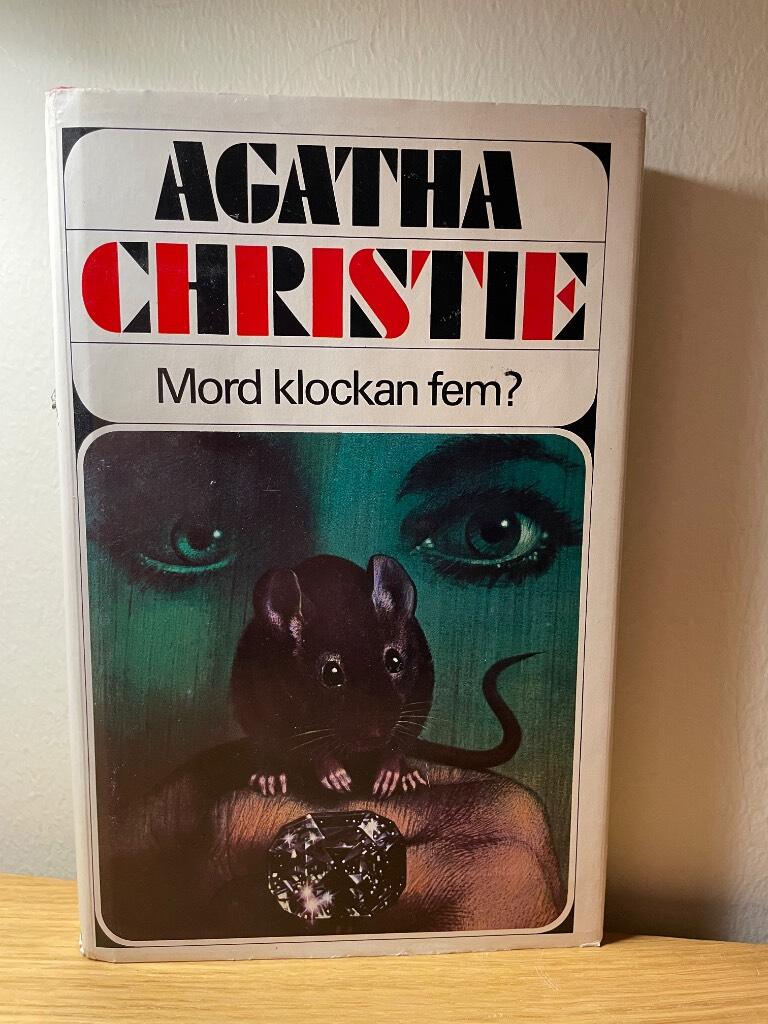 AGATHA
CHRISTIE
Mord klockan fem?